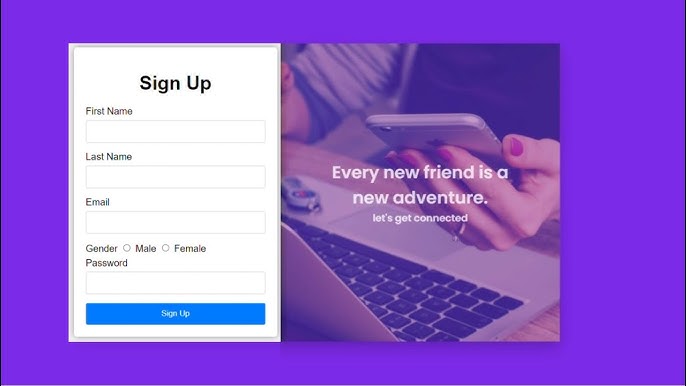 Sign Up
First Name
Last Name
Email
Gender Male Female
Password
Sign Up
Every new friend is a
new adventure.
let's get connected